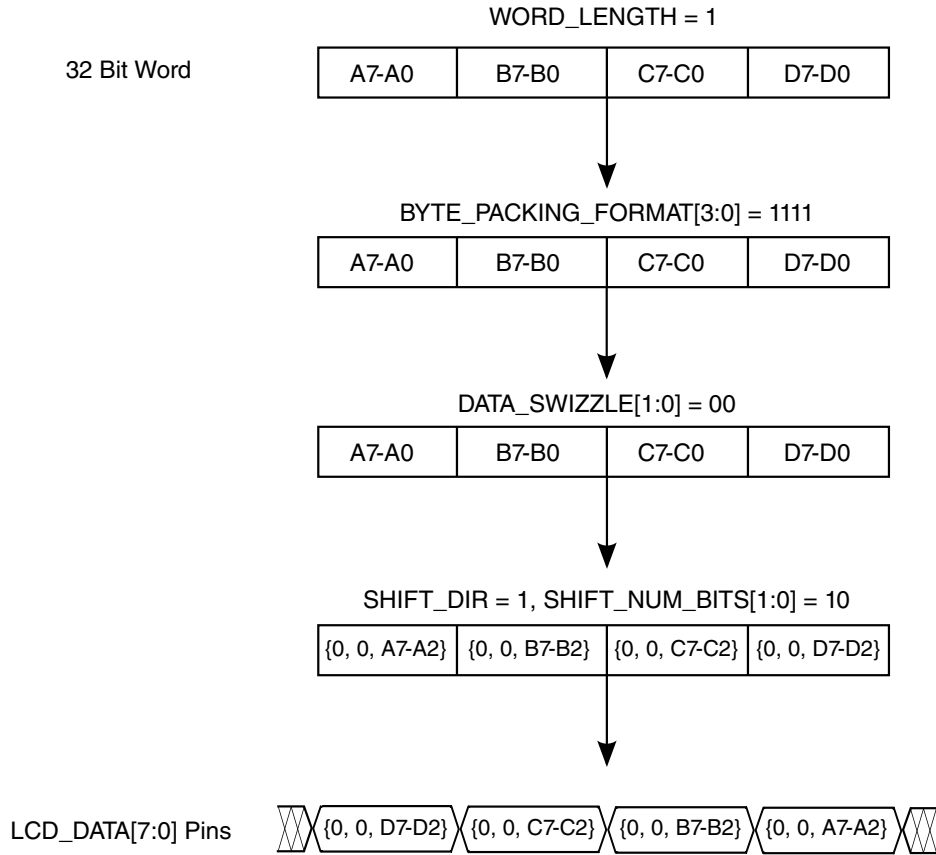 WORD_LENGTH = 1
32 Bit Word
A7-A0 B7-B0 C7-C0 D7-D0
BYTE_PACKING_FORMAT[3:0] = 1111
A7-A0 B7-B0 C7-C0 D7-D0
DATA_SWIZZLE[1:0] = 00
A7-A0 B7-B0 C7-C0 D7-D0
SHIFT_DIR = 1, SHIFT_NUM_BITS[1:0] = 10
{0, 0, A7-A2} {0, 0, B7-B2} {0, 0, C7-C2} {0, 0, D7-D2}
LCD_DATA[7:0] Pins {0, 0, D7-D2} {0, 0, C7-C2} {0, 0, B7-B2} {0, 0, A7-A2}